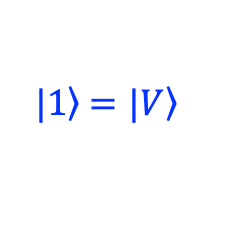 |1⟩ = |V⟩